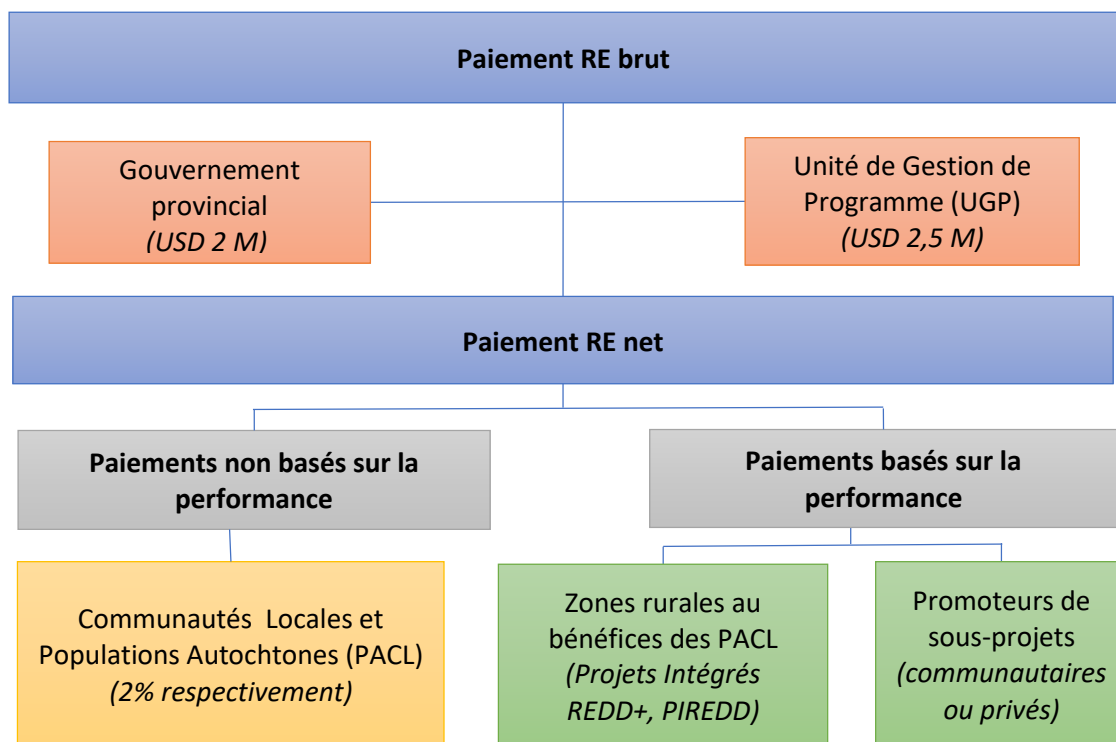 Paiement RE brut
Gouvernement
provincial
(USD 2 M)
Unité de Gestion de
Programme (UGP)
(USD 2,5 M)
Paiement RE net
Paiements non basés sur la
performance
Paiements basés sur la
performance
Communautés Locales et
Populations Autochtones (PACL)
(2% respectivement)
Zones rurales au
bénéfices des PACL
(Projets Intégrés
REDD+, PIREDD)
Promoteurs de
sous-projets
(communautaires
ou privés)